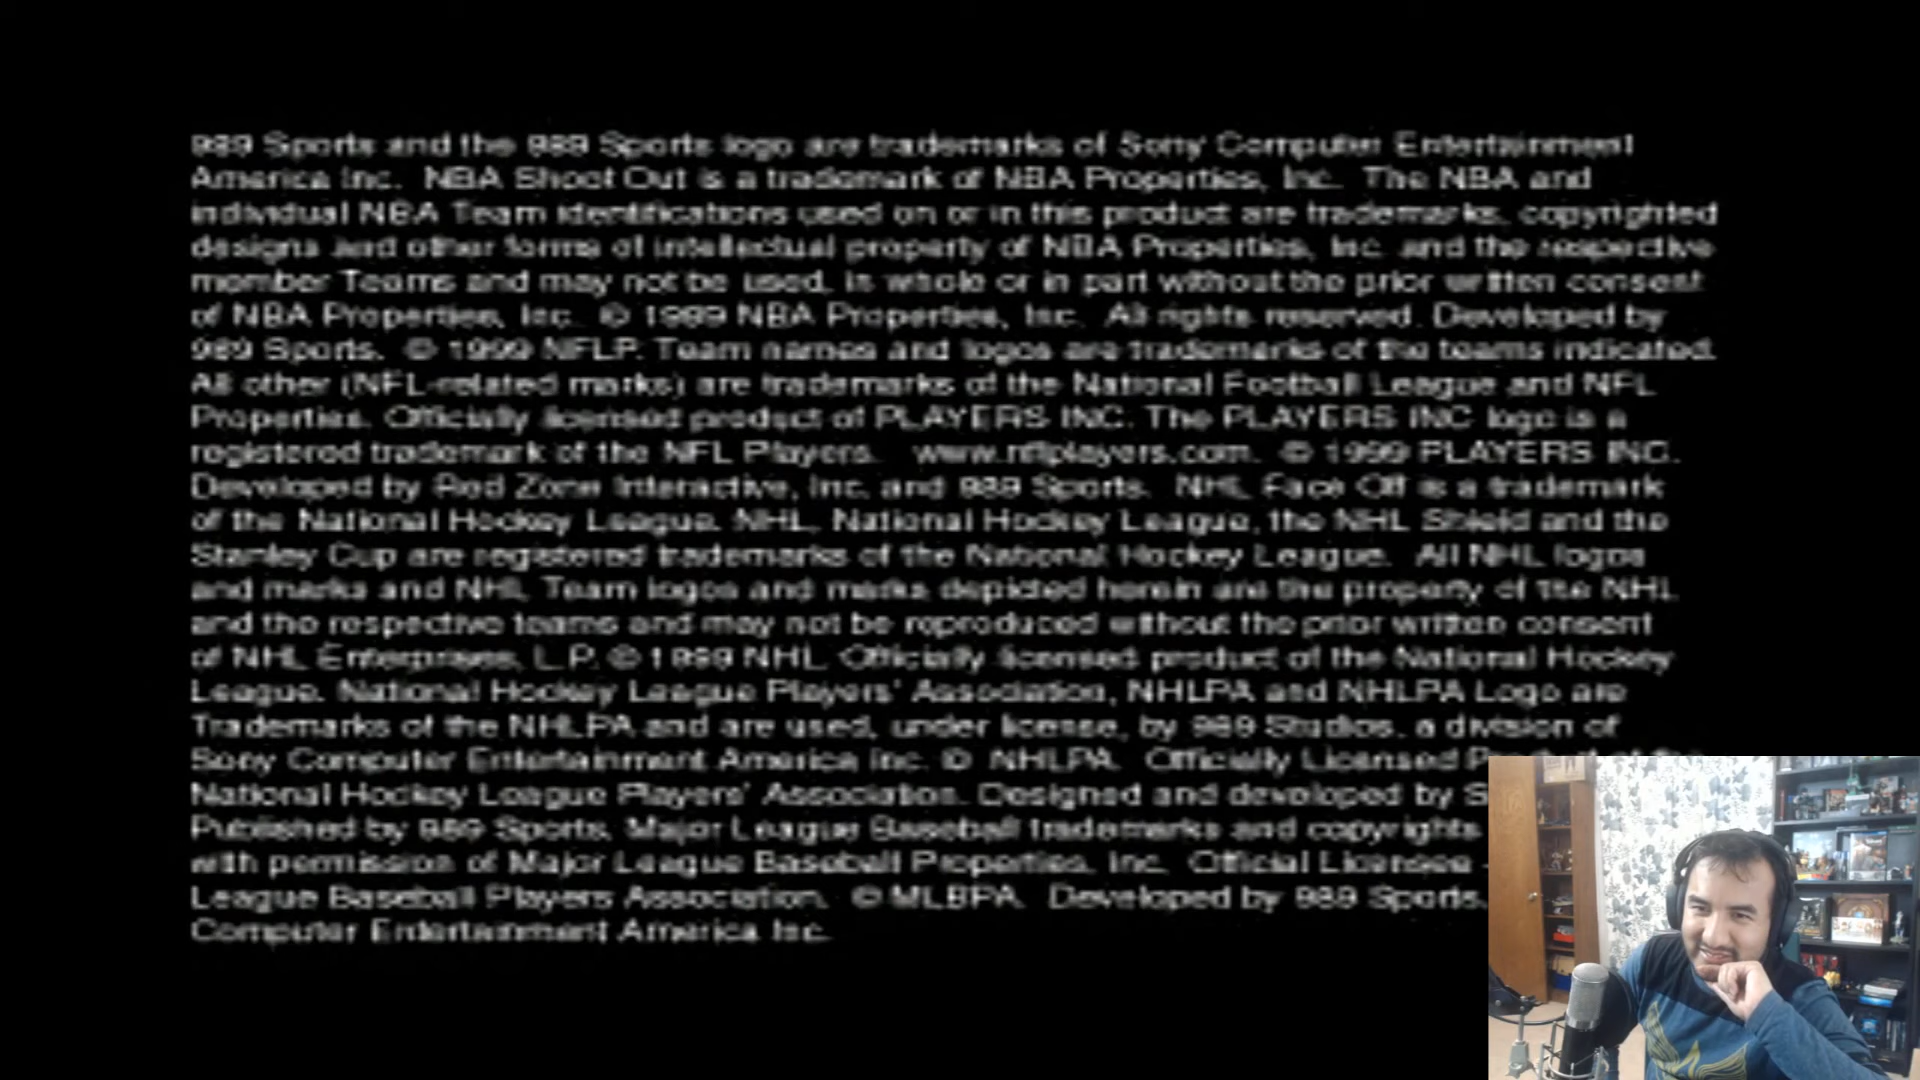 989 Sports and the 989 Sports logo are trademarks of Sony Computer Entertainment
America Inc. NBA Shoot Out is a trademark of NBA Properties, Inc. The NBA and
individual NBA Team identifications used on or in this product are trademarks, copyrighted
designs and other forms of intellectual property of NBA Properties, Inc. and the respective
member Teams and may not be used, in whole or in part without the prior written consent
of NBA Properties, Inc. © 1999 NBA Properties, Inc. All rights reserved. Developed by
989 Sports. © 1999 NFLP. Team names and logos are trademarks of the teams indicated.
All other (NFL-related marks) are trademarks of the National Football League and NFL
Properties. Officially licensed product of PLAYERS INC. The PLAYERS INC logo is a
registered trademark of the NFL Players. www.nflplayers.com. © 1999 PLAYERS INC.
Developed by Red Zone Interactive, Inc. and 989 Sports. NHL Face Off is a trademark
of the National Hockey League. NHL, National Hockey League, the NHL Shield and the
Stanley Cup are registered trademarks of the National Hockey League. All NHL logos
and marks and NHL Team logos and marks depicted herein are the property of the NHL
and the respective teams and may not be reproduced without the prior written consent
of NHL Enterprises, L.P. © 1999 NHL. Officially licensed product of the National Hockey
League. National Hockey League Players' Association, NHLPA and NHLPA Logo are
Trademarks of the NHLPA and are used, under license, by 989 Studios, a division of
Sony Computer Entertainment America Inc. © NHLPA. Officially Licensed
National Hockey League Players' Association. Designed and developed by
Published by 989 Sports. Major League Baseball trademarks and copyrights
with permission of Major League Baseball Properties, Inc. Official Licensee -
League Baseball Players Association. © MLBPA. Developed by 989 Sports.
Computer Entertainment America Inc.